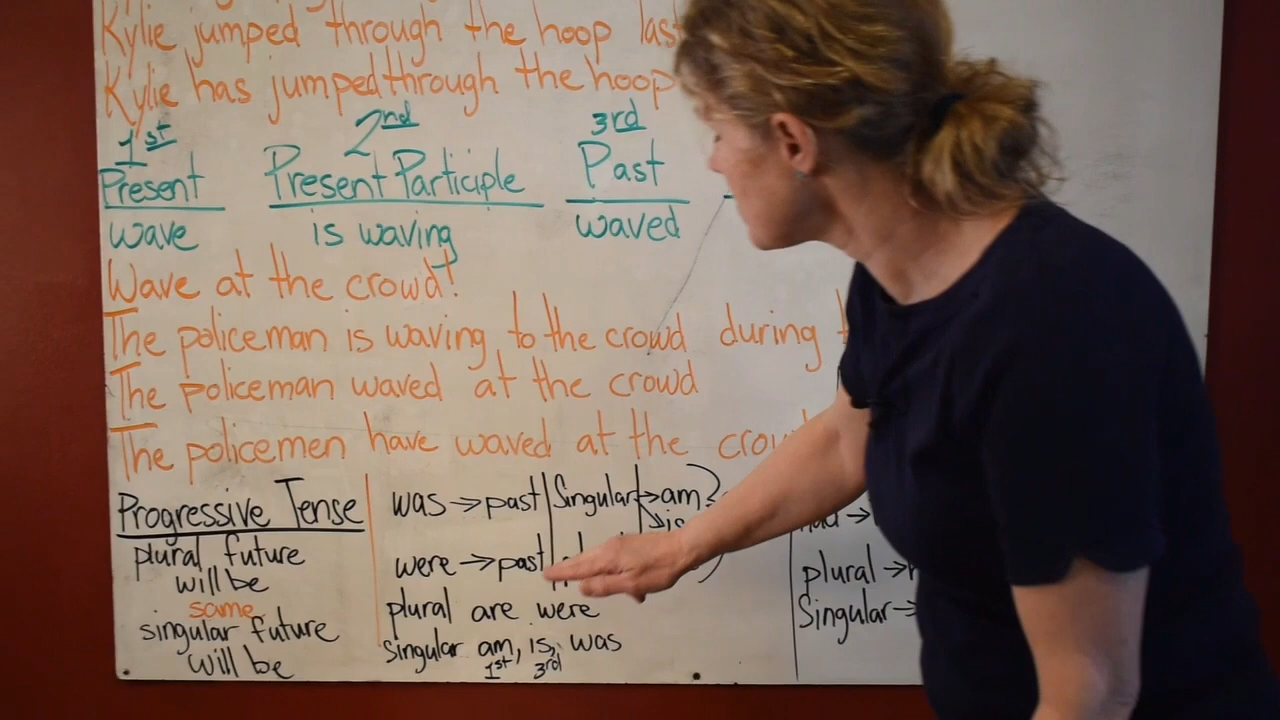 Kylie jumped through the hoop last
Kylie has jumped through the hoop
1st 2nd 3rd
Present Present Participle Past
wave is waving waved
Wave at the crowd!
The policeman is waving to the crowd during
The policeman waved at the crowd
The policemen have waved at the
Progressive Tense
plural future
will be
same
singular future
will be
was → past
were → past
plural are were
singular am, is, was
1st 3rd
Singular → am
is
plural →
Singular →